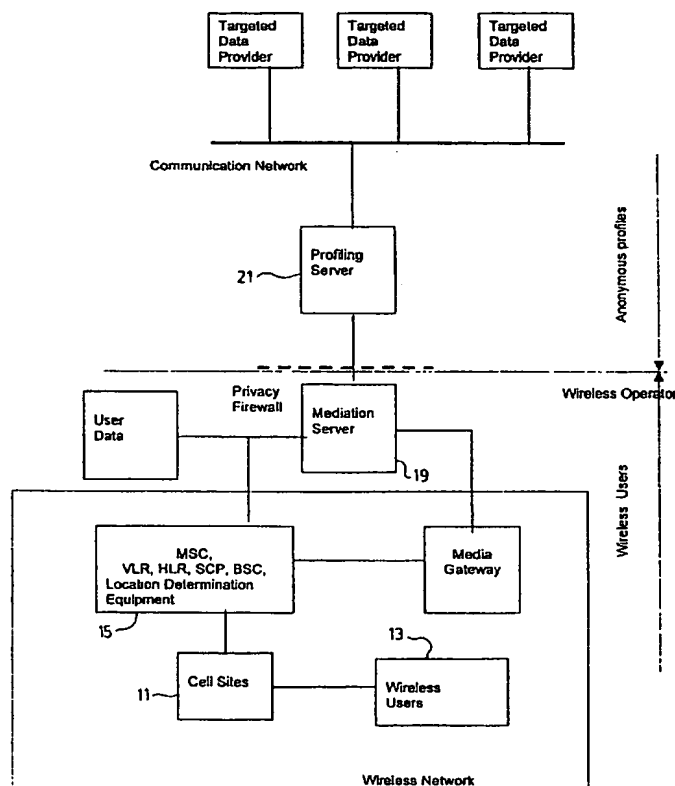 Targeted
Data
Provider
Targeted
Data
Provider
Targeted
Data
Provider
Communication Network
Profiling
Server
21
Anonymous profiles
Privacy
Firewall
Wireless Operator
User
Data
Mediation
Server
19
Wireless Users
MSC,
VLR, HLR, SCP, BSC,
Location Determination
Equipment
15
Media
Gateway
13
Cell Sites
11
Wireless
Users
Wireless Network